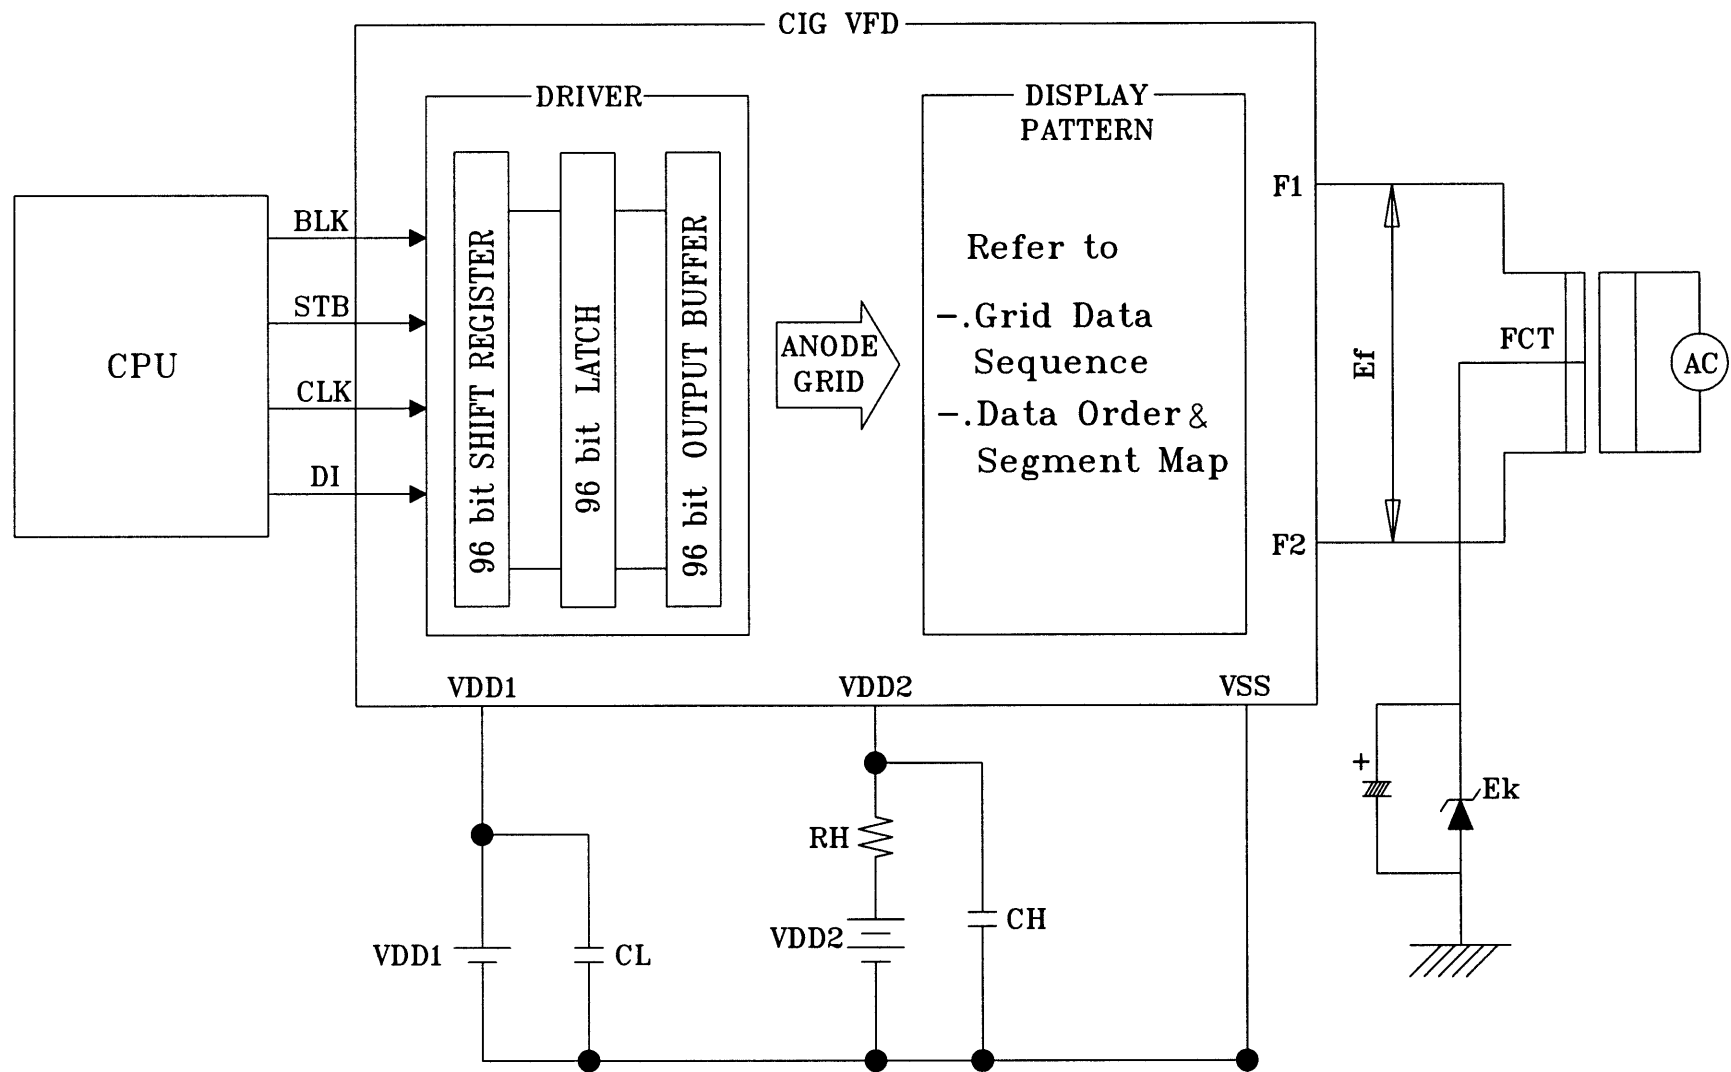 CIG VFD
DRIVER
DISPLAY
PATTERN
CPU
BLK
STB
CLK
DI
96 bit SHIFT REGISTER
96 bit LATCH
96 bit OUTPUT BUFFER
ANODE
GRID
Refer to
-.Grid Data
Sequence
-.Data Order &
Segment Map
F1
F2
Ef
FCT
AC
VDD1
VDD2
VSS
+
Ek
RH
VDD1
CL
VDD2
CH